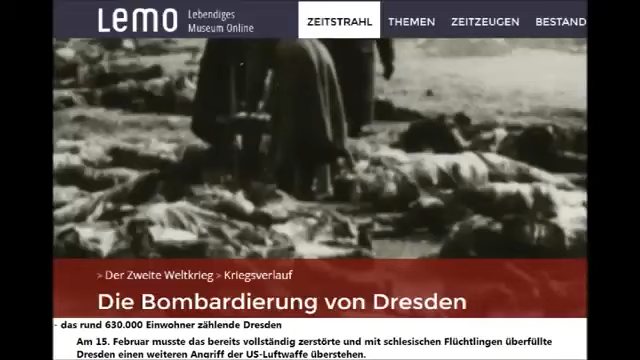 LeMO Lebendiges
Museum Online
ZEITSTRAHL THEMEN ZEITZEUGEN BESTAND
> Der Zweite Weltkrieg > Kriegsverlauf
Die Bombardierung von Dresden
- das rund 630.000 Einwohner zählende Dresden
Am 15. Februar musste das bereits vollständig zerstörte und mit schlesischen Flüchtlingen überfüllte
Dresden einen weiteren Angriff der US-Luftwaffe überstehen.